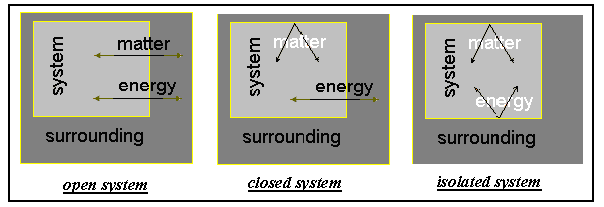 system
matter
energy
surrounding
open system
system
matter
energy
surrounding
closed system
system
matter
energy
surrounding
isolated system